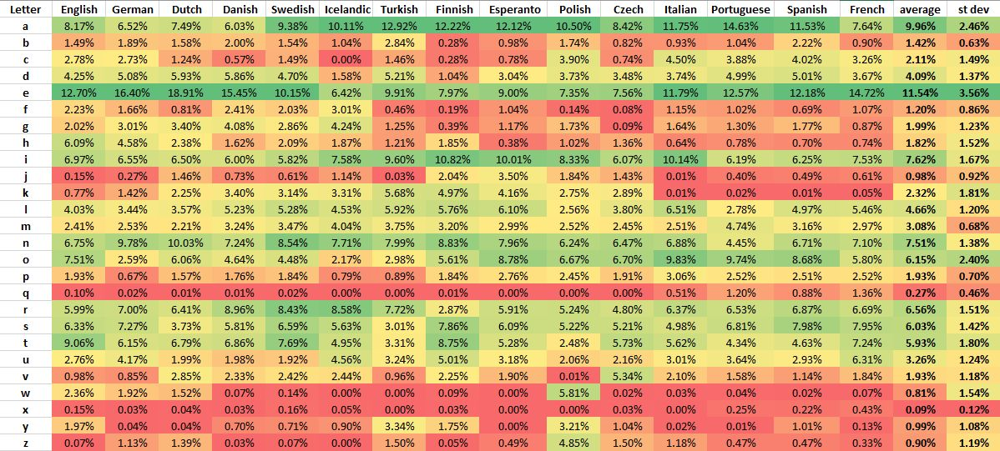 Letter English German Dutch Danish Swedish Icelandic Turkish Finnish Esperanto Polish Czech Italian Portuguese Spanish French average st dev
a 8.17% 6.52% 7.49% 6.03% 9.38% 10.11% 12.92% 12.22% 12.12% 10.50% 8.42% 11.75% 14.63% 11.53% 7.64% 9.96% 2.46%
b 1.49% 1.89% 1.58% 2.00% 1.54% 1.04% 2.84% 0.28% 0.98% 1.74% 0.82% 0.93% 1.04% 2.22% 0.90% 1.42% 0.63%
c 2.78% 2.73% 1.24% 0.57% 1.49% 0.00% 1.46% 0.28% 0.78% 3.90% 0.74% 4.50% 3.88% 4.02% 3.26% 2.11% 1.49%
d 4.25% 5.08% 5.93% 5.86% 4.70% 1.58% 5.21% 1.04% 3.04% 3.73% 3.48% 3.74% 4.99% 5.01% 3.67% 4.09% 1.37%
e 12.70% 16.40% 18.91% 15.45% 10.15% 6.42% 9.91% 7.97% 9.00% 7.35% 7.56% 11.79% 12.57% 12.18% 14.72% 11.54% 3.56%
f 2.23% 1.66% 0.81% 2.41% 2.03% 3.01% 0.46% 0.19% 1.04% 0.14% 0.08% 1.15% 1.02% 0.69% 1.07% 1.20% 0.86%
g 2.02% 3.01% 3.40% 4.08% 2.86% 4.24% 1.25% 0.39% 1.17% 1.73% 0.09% 1.64% 1.30% 1.77% 0.87% 1.99% 1.23%
h 6.09% 4.58% 2.38% 1.62% 2.09% 1.87% 1.21% 1.85% 0.38% 1.02% 1.36% 0.64% 0.78% 0.70% 0.74% 1.82% 1.52%
i 6.97% 6.55% 6.50% 6.00% 5.82% 7.58% 9.60% 10.82% 10.01% 8.33% 6.07% 10.14% 6.19% 6.25% 7.53% 7.62% 1.67%
j 0.15% 0.27% 1.46% 0.73% 0.61% 1.14% 0.03% 2.04% 3.50% 1.84% 1.43% 0.01% 0.40% 0.49% 0.61% 0.98% 0.92%
k 0.77% 1.42% 2.25% 3.40% 3.14% 3.31% 5.68% 4.97% 4.16% 2.75% 2.89% 0.01% 0.02% 0.01% 0.05% 2.32% 1.81%
l 4.03% 3.44% 3.57% 5.23% 5.28% 4.53% 5.92% 5.76% 6.10% 2.56% 3.80% 6.51% 2.78% 4.97% 5.46% 4.66% 1.20%
m 2.41% 2.53% 2.21% 3.24% 3.47% 4.04% 3.75% 3.20% 2.99% 2.52% 2.45% 2.51% 4.74% 3.16% 2.97% 3.08% 0.68%
n 6.75% 9.78% 10.03% 7.24% 8.54% 7.71% 7.99% 8.83% 7.96% 6.24% 6.47% 6.88% 4.45% 6.71% 7.10% 7.51% 1.38%
o 7.51% 2.59% 6.06% 4.64% 4.48% 2.17% 2.98% 5.61% 8.78% 6.67% 6.70% 9.83% 9.74% 8.68% 5.80% 6.15% 2.40%
p 1.93% 0.67% 1.57% 1.76% 1.84% 0.79% 0.89% 1.84% 2.76% 2.45% 1.91% 3.06% 2.52% 2.51% 2.52% 1.93% 0.70%
q 0.10% 0.02% 0.01% 0.01% 0.02% 0.00% 0.00% 0.01% 0.00% 0.00% 0.00% 0.51% 1.20% 0.88% 1.36% 0.27% 0.46%
r 5.99% 7.00% 6.41% 8.96% 8.43% 8.58% 7.72% 2.87% 5.91% 5.24% 4.80% 6.37% 6.53% 6.87% 6.69% 6.56% 1.51%
s 6.33% 7.27% 3.73% 5.81% 6.59% 5.63% 3.01% 7.86% 6.09% 5.22% 5.21% 4.98% 6.81% 7.98% 7.95% 6.03% 1.42%
t 9.06% 6.15% 6.79% 6.86% 7.69% 4.95% 3.31% 8.75% 5.28% 2.48% 5.73% 5.62% 4.34% 4.63% 7.24% 5.93% 1.80%
u 2.76% 4.17% 1.99% 1.98% 1.92% 4.56% 3.24% 5.01% 3.18% 2.06% 2.16% 3.01% 3.64% 2.93% 6.31% 3.26% 1.24%
v 0.98% 0.85% 2.85% 2.33% 2.42% 2.44% 0.96% 2.25% 1.90% 0.01% 5.34% 2.10% 1.58% 1.14% 1.84% 1.93% 1.18%
w 2.36% 1.92% 1.52% 0.07% 0.14% 0.00% 0.00% 0.09% 0.00% 5.81% 0.02% 0.03% 0.04% 0.02% 0.07% 0.81% 1.54%
x 0.15% 0.03% 0.04% 0.03% 0.16% 0.05% 0.00% 0.03% 0.00% 0.00% 0.03% 0.00% 0.25% 0.22% 0.43% 0.09% 0.12%
y 1.97% 0.04% 0.04% 0.70% 0.71% 0.90% 3.34% 1.75% 0.00% 3.21% 1.04% 0.02% 0.01% 1.01% 0.13% 0.99% 1.08%
z 0.07% 1.13% 1.39% 0.03% 0.07% 0.00% 1.50% 0.05% 0.49% 4.85% 1.50% 1.18% 0.47% 0.47% 0.33% 0.90% 1.19%